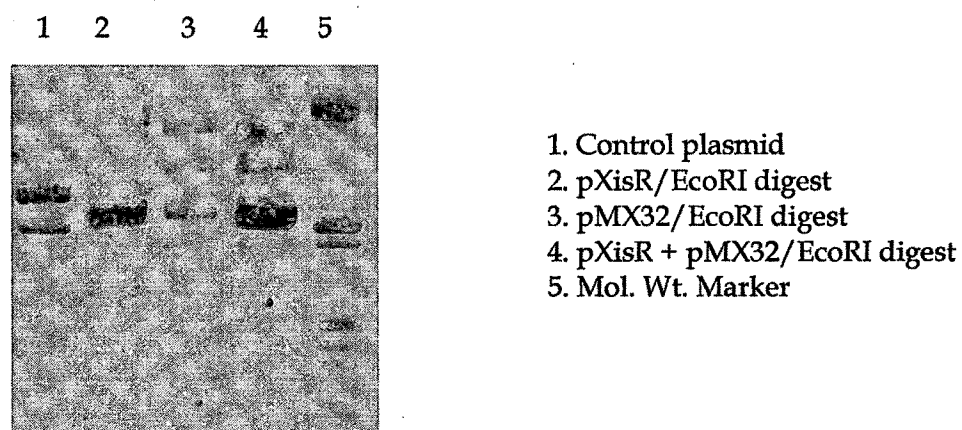 1 2 3 4 5
1. Control plasmid
2. pXisR/EcoRI digest
3. pMX32/EcoRI digest
4. pXisR + pMX32/EcoRI digest
5. Mol. Wt. Marker